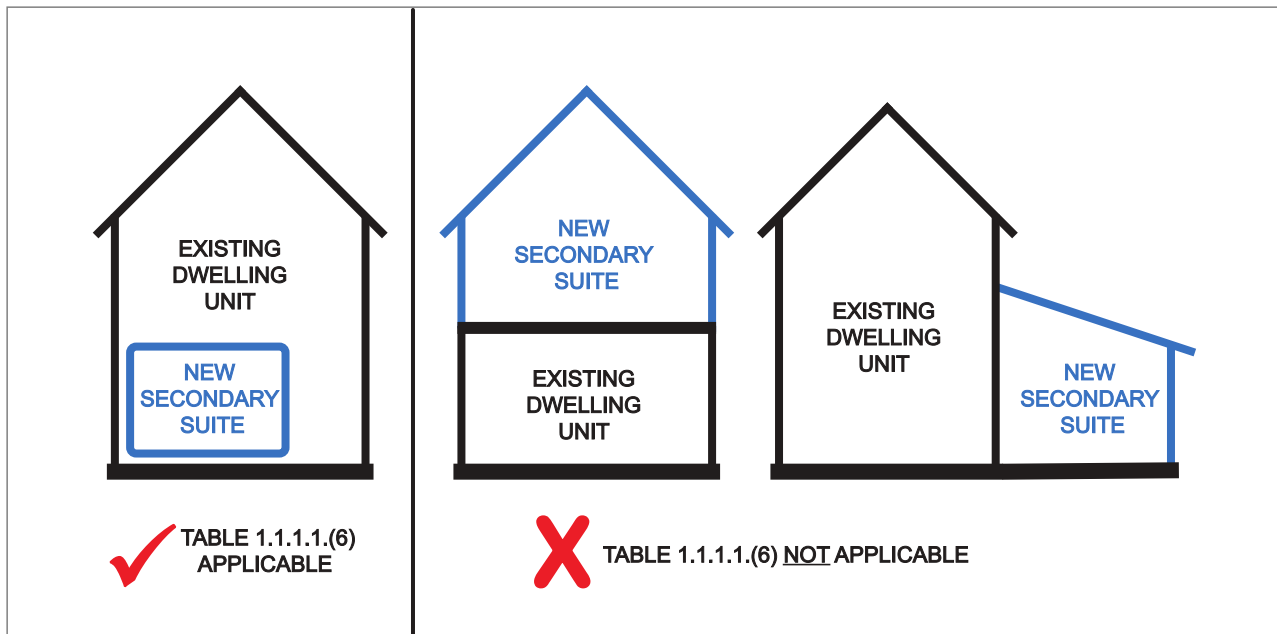 EXISTING
DWELLING
UNIT
NEW
SECONDARY
SUITE
TABLE 1.1.1.1.(6)
APPLICABLE
NEW
SECONDARY
SUITE
EXISTING
DWELLING
UNIT
EXISTING
DWELLING
UNIT
NEW
SECONDARY
SUITE
TABLE 1.1.1.1.(6) NOT APPLICABLE